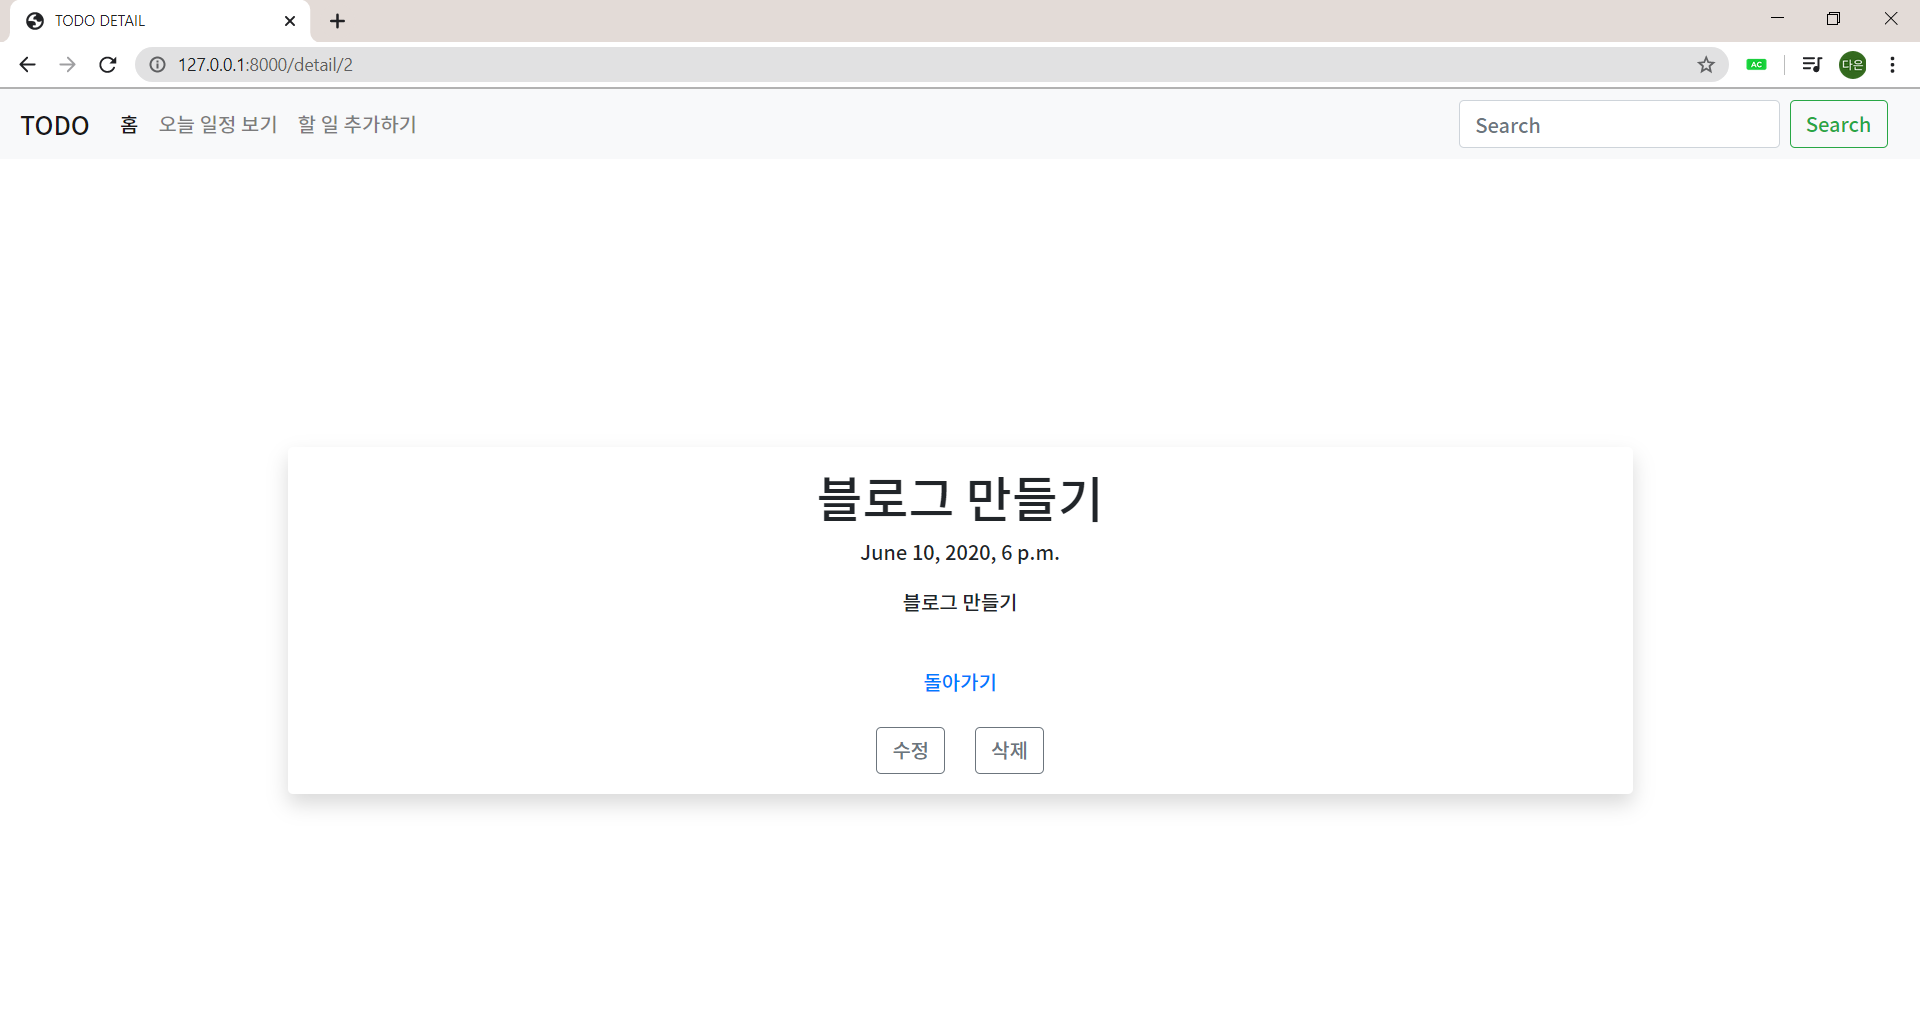 TODO DETAIL
127.0.0.1:8000/detail/2
AC
다은
TODO 홈 오늘 일정 보기 할 일 추가하기 Search Search
블로그 만들기
June 10, 2020, 6 p.m.
블로그 만들기
돌아가기
수정 삭제